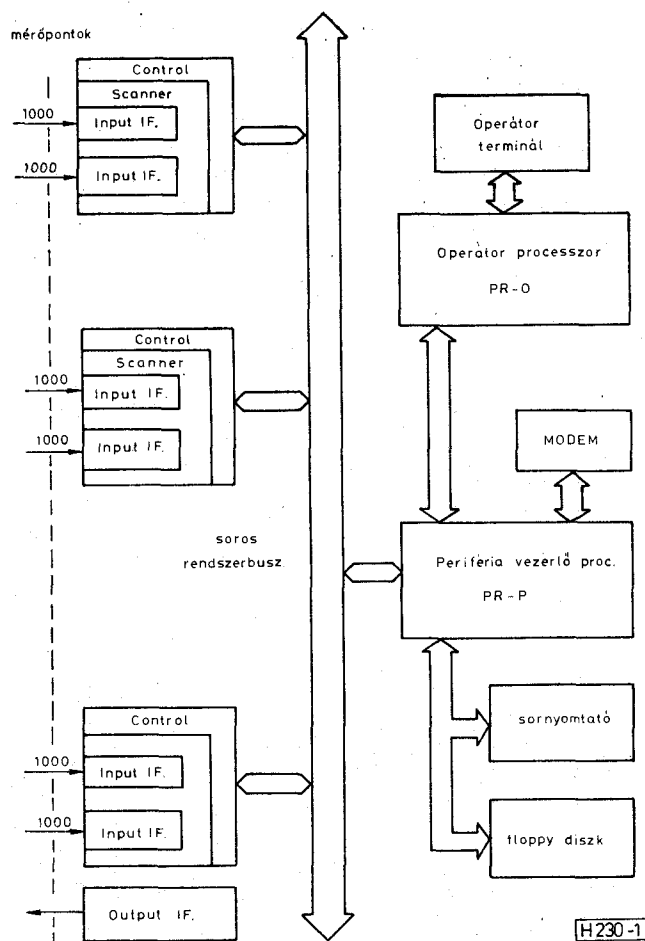 mérőpontok
Control
Scanner
1000
Input IF.
1000
Input IF.
Control
Scanner
1000
Input IF.
1000
Input IF.
soros
rendszerbusz
Control
1000
Input IF.
1000
Input IF.
Output IF.
Operátor
terminál
Operátor processzor
PR-O
MODEM
Periféria vezérlő proc.
PR-P
sornyomtató
floppy diszk
H230-1